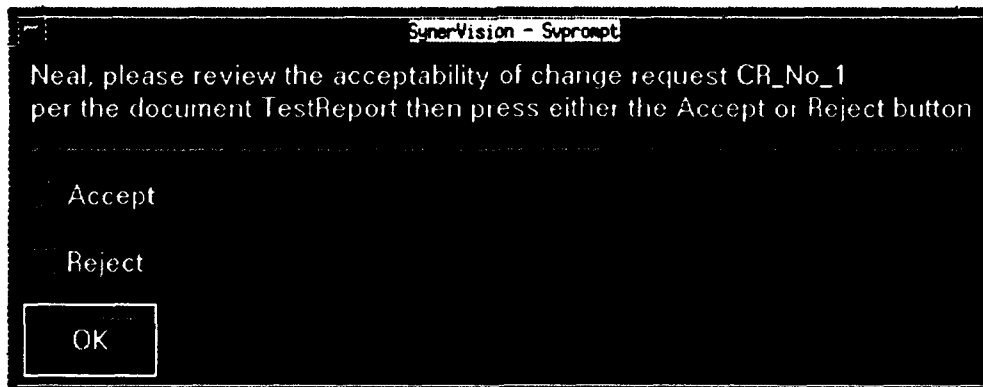 SynerVision - Svprompt
Neal, please review the acceptability of change request CR_No_1
per the document TestReport then press either the Accept or Reject button
Accept
Reject
OK